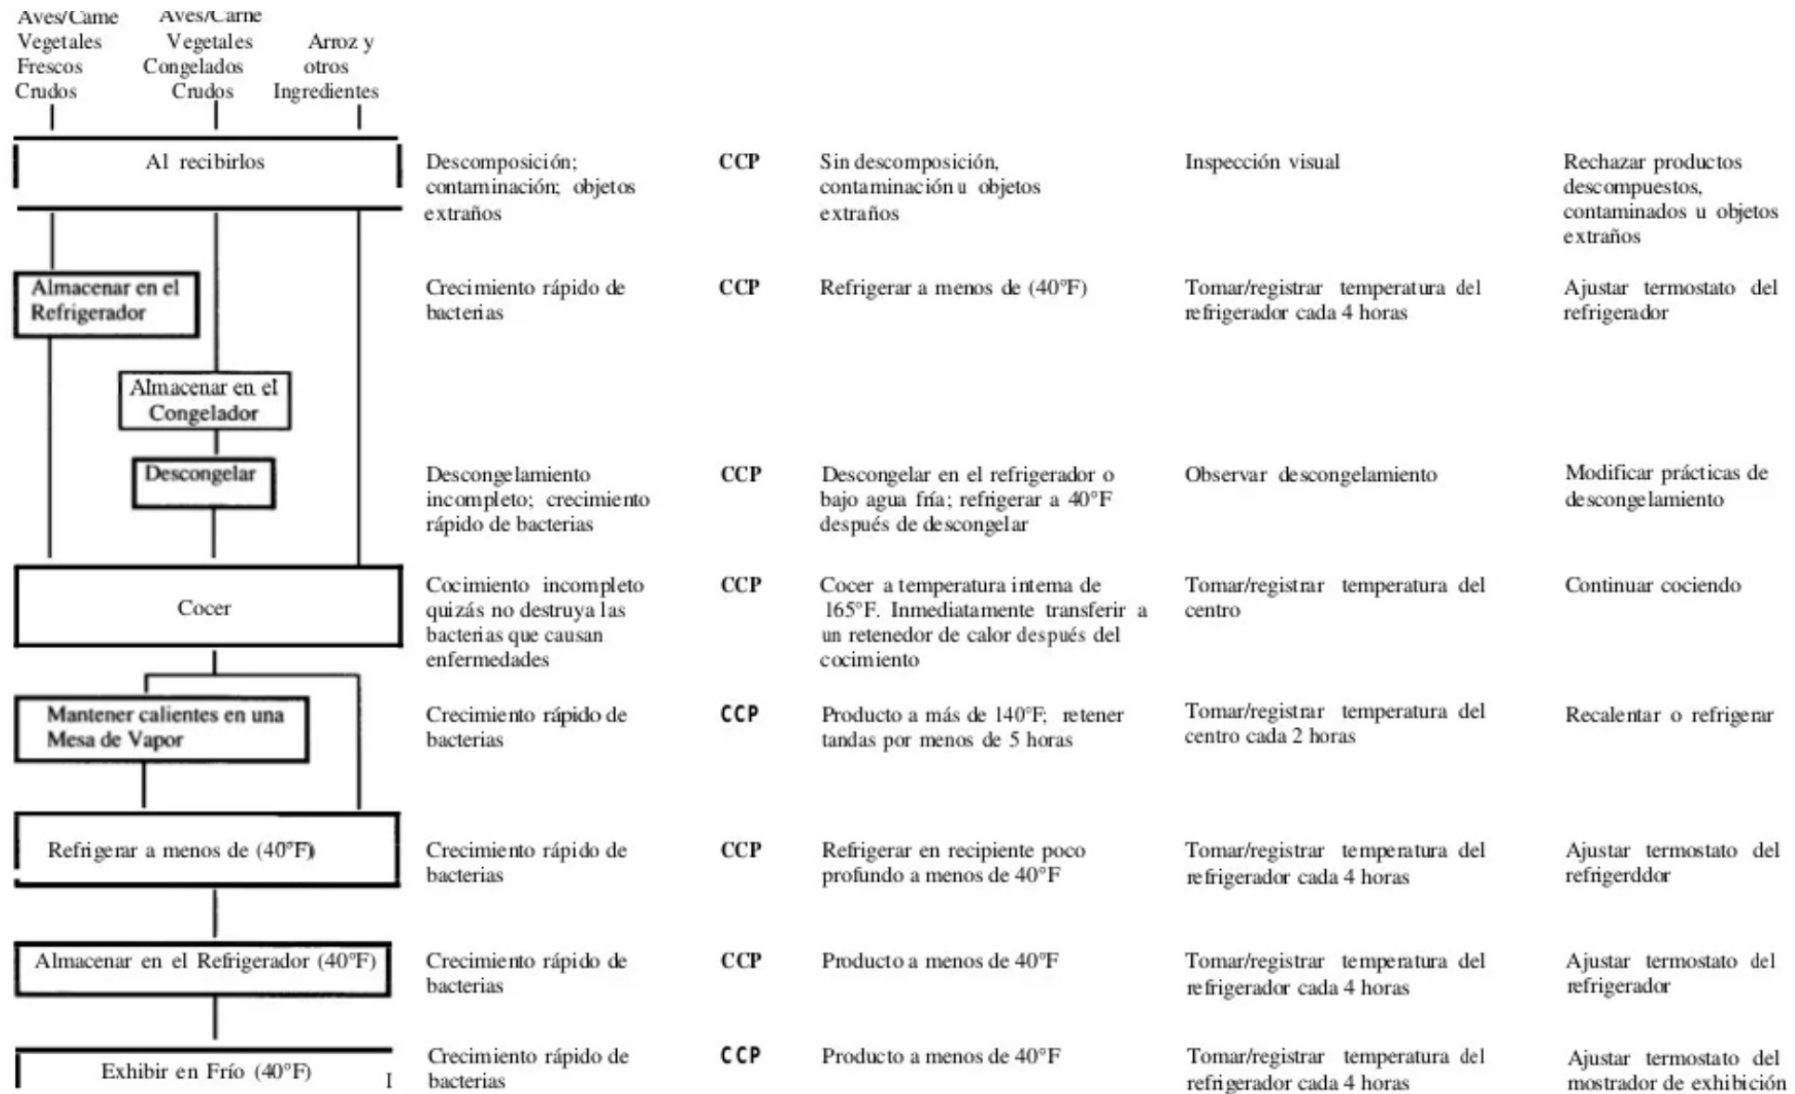 Aves/Carne
Vegetales
Frescos
Crudos
Aves/Carne
Vegetales
Congelados
Crudos
Arroz y
otros
Ingredientes
Al recibirlos
Descomposición;
contaminación; objetos
extraños
CCP
Sin descomposición,
contaminación u objetos
extraños
Inspección visual
Rechazar productos
descompuestos,
contaminados u objetos
extraños
Almacenar en el
Refrigerador
Crecimiento rápido de
bacterias
CCP
Refrigerar a menos de (40°F)
Tomar/registrar temperatura del
refrigerador cada 4 horas
Ajustar termostato del
refrigerador
Almacenar en el
Congelador
Descongelar
Descongelamiento
incompleto; crecimiento
rápido de bacterias
CCP
Descongelar en el refrigerador o
bajo agua fría; refrigerar a 40°F
después de descongelar
Observar descongelamiento
Modificar prácticas de
descongelamiento
Cocer
Cocimiento incompleto
quizás no destruya las
bacterias que causan
enfermedades
CCP
Cocer a temperatura interna de
165°F. Inmediatamente transferir a
un retenedor de calor después del
cocimiento
Tomar/registrar temperatura del
centro
Continuar cociendo
Mantener calientes en una
Mesa de Vapor
Crecimiento rápido de
bacterias
CCP
Producto a más de 140°F; retener
tandas por menos de 5 horas
Tomar/registrar temperatura del
centro cada 2 horas
Recalentar o refrigerar
Refrigerar a menos de (40°F)
Crecimiento rápido de
bacterias
CCP
Refrigerar en recipiente poco
profundo a menos de 40°F
Tomar/registrar temperatura del
refrigerador cada 4 horas
Ajustar termostato del
refrigerddor
Almacenar en el Refrigerador (40°F)
Crecimiento rápido de
bacterias
CCP
Producto a menos de 40°F
Tomar/registrar temperatura del
refrigerador cada 4 horas
Ajustar termostato del
refrigerador
Exhibir en Frío (40°F)
Crecimiento rápido de
bacterias
CCP
Producto a menos de 40°F
Tomar/registrar temperatura del
refrigerador cada 4 horas
Ajustar termostato del
mostrador de exhibición